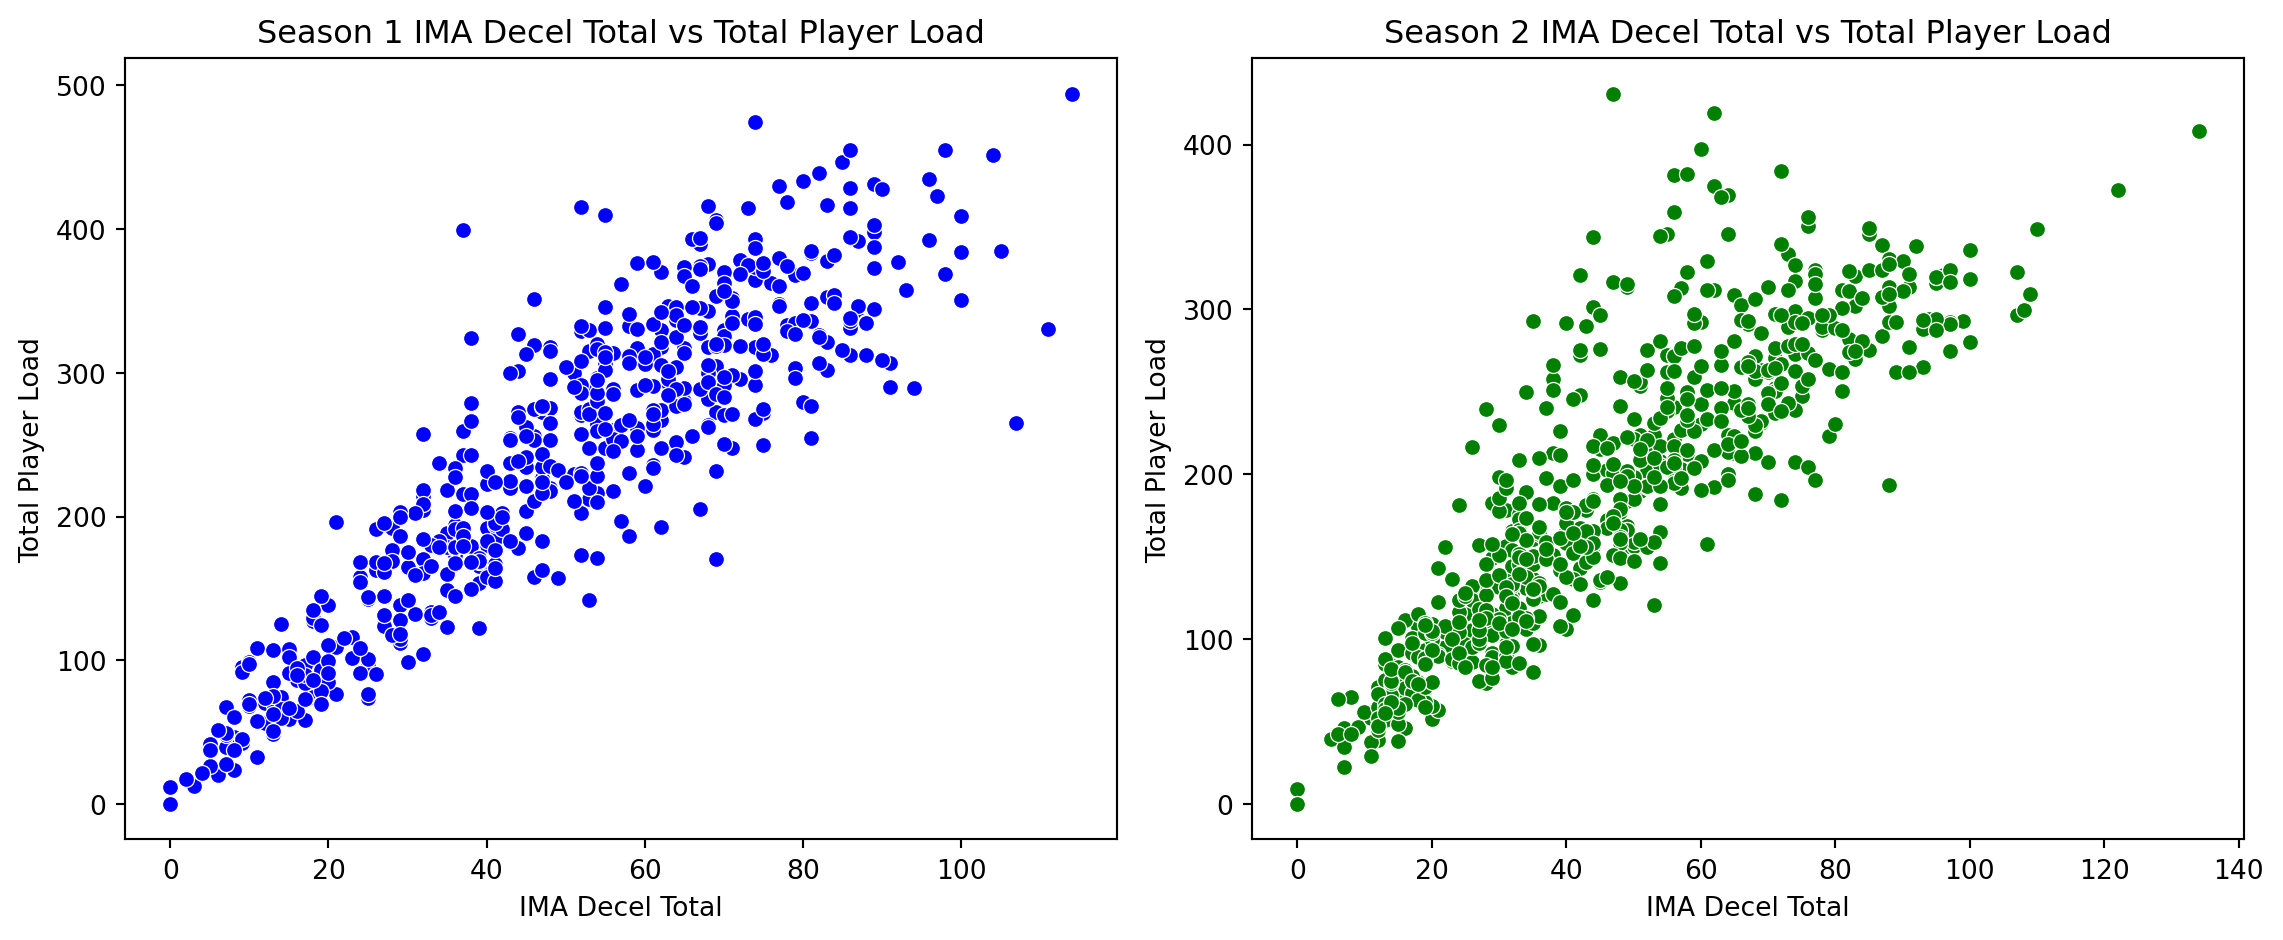 Season 1 IMA Decel Total vs Total Player Load
Total Player Load
500
400
300
200
100
0
0 20 40 60 80 100
IMA Decel Total
Season 2 IMA Decel Total vs Total Player Load
Total Player Load
400
300
200
100
0
0 20 40 60 80 100 120 140
IMA Decel Total